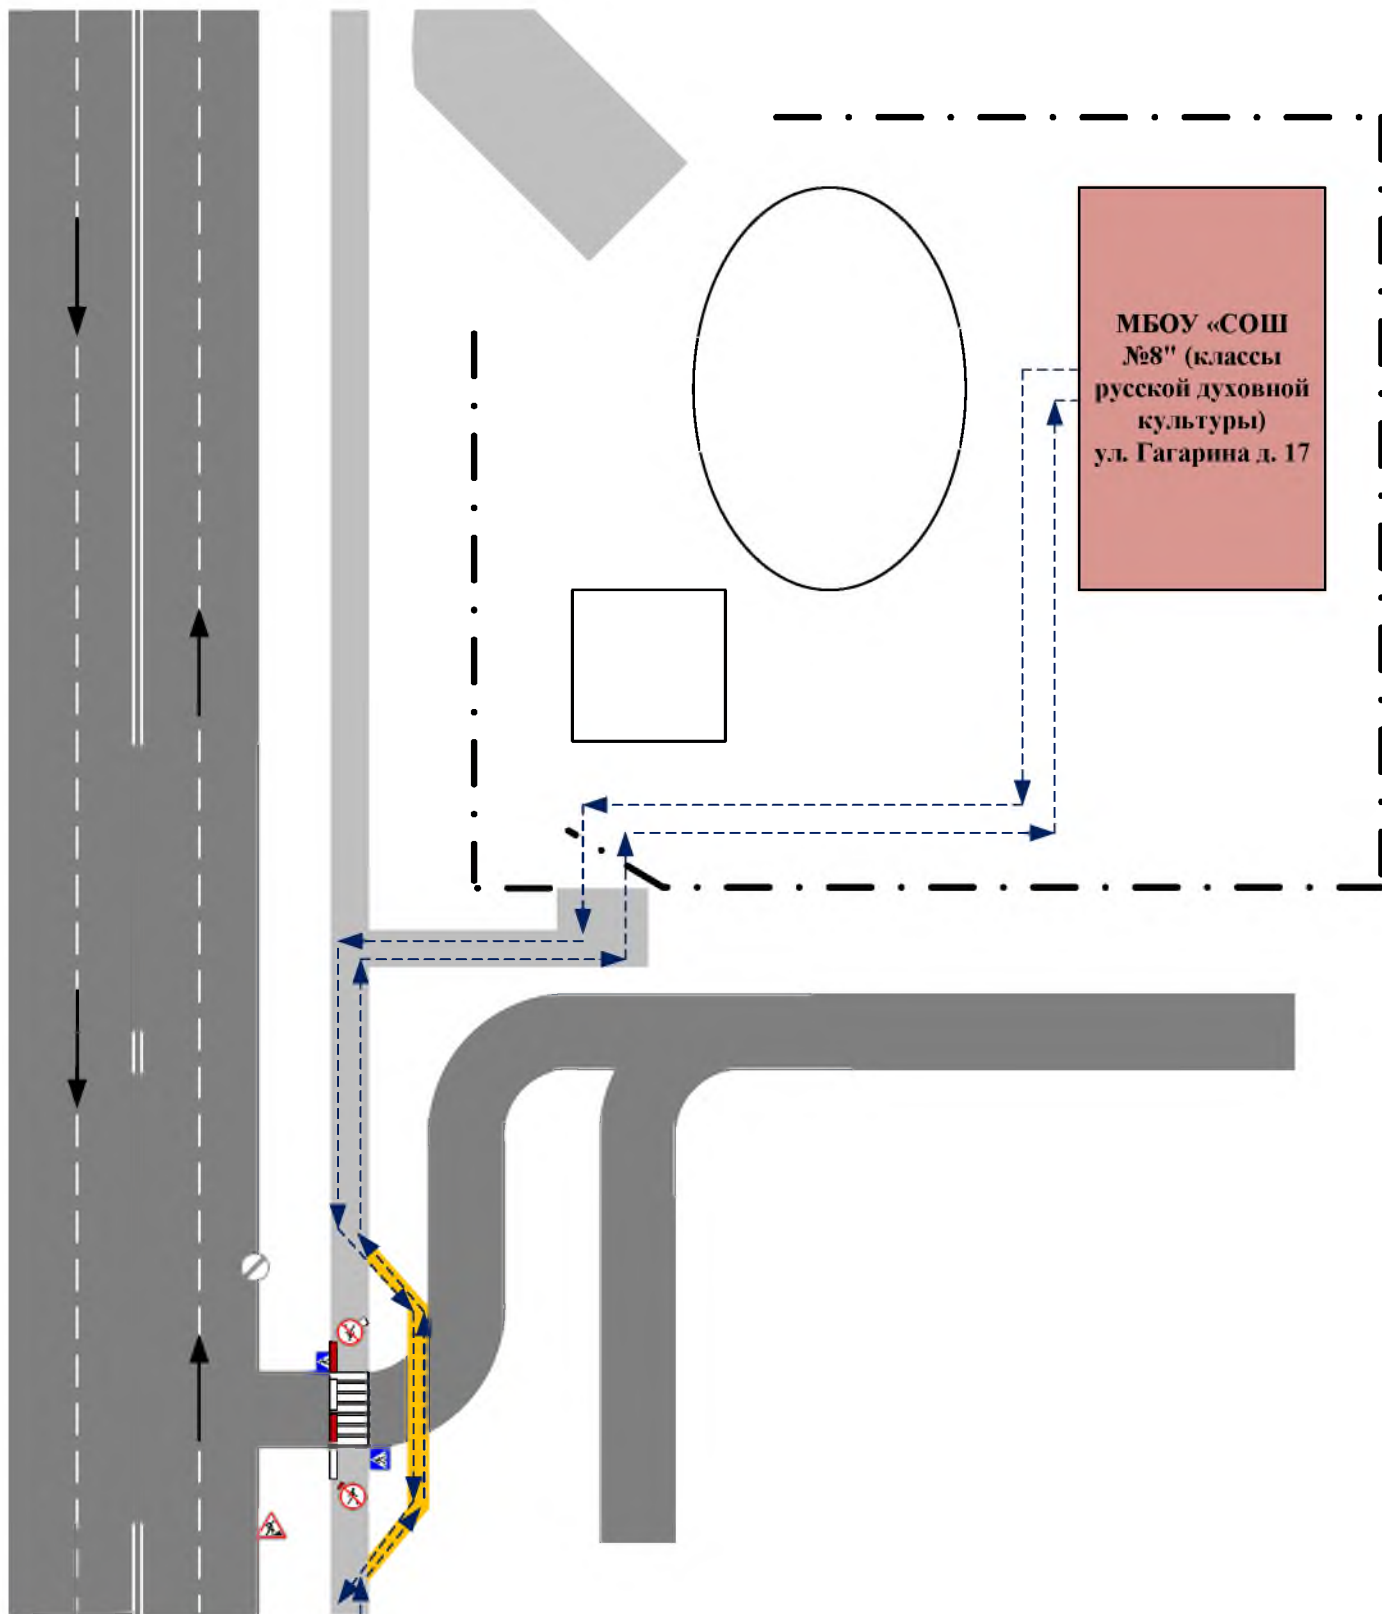 МБОУ «СОШ
№8" (классы
русской духовной
культуры)
ул. Гагарина д. 17